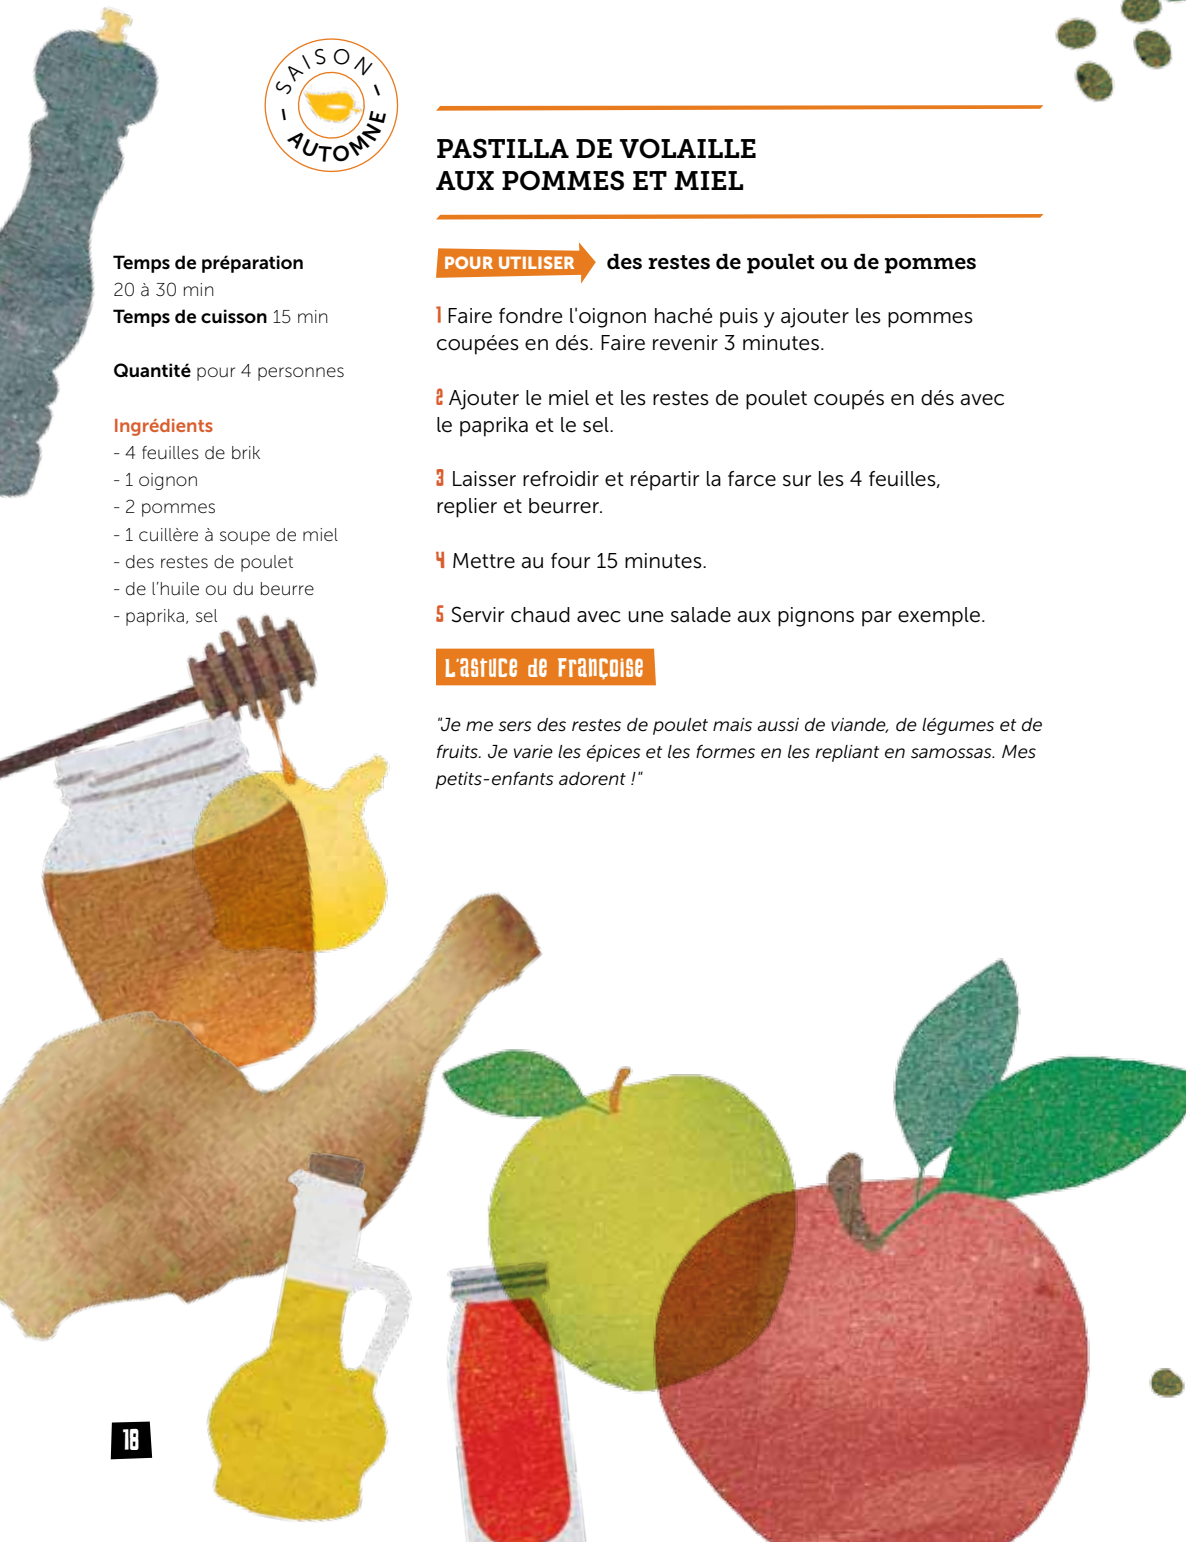 - SAISON -
AUTOMNE
PASTILLA DE VOLAILLE
AUX POMMES ET MIEL
Temps de préparation
20 à 30 min
Temps de cuisson 15 min
Quantité pour 4 personnes
Ingrédients
- 4 feuilles de brik
- 1 oignon
- 2 pommes
- 1 cuillère à soupe de miel
- des restes de poulet
- de l'huile ou du beurre
- paprika, sel
POUR UTILISER des restes de poulet ou de pommes
1 Faire fondre l'oignon haché puis y ajouter les pommes
coupées en dés. Faire revenir 3 minutes.
2 Ajouter le miel et les restes de poulet coupés en dés avec
le paprika et le sel.
3 Laisser refroidir et répartir la farce sur les 4 feuilles,
replier et beurrer.
4 Mettre au four 15 minutes.
5 Servir chaud avec une salade aux pignons par exemple.
L'astuce de Françoise
"Je me sers des restes de poulet mais aussi de viande, de légumes et de
fruits. Je varie les épices et les formes en les repliant en samossas. Mes
petits-enfants adorent !"
18